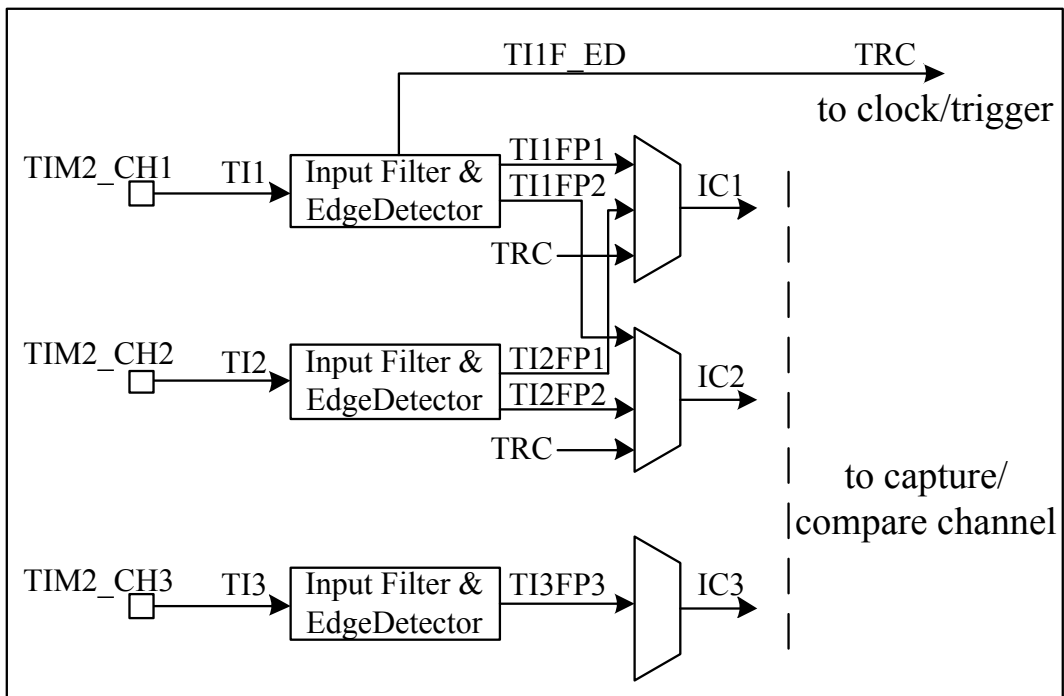 TI1F_ED
TRC
to clock/trigger
TIM2_CH1
TI1
Input Filter &
EdgeDetector
TI1FP1
TI1FP2
TRC
IC1
TIM2_CH2
TI2
Input Filter &
EdgeDetector
TI2FP1
TI2FP2
TRC
IC2
to capture/
compare channel
TIM2_CH3
TI3
Input Filter &
EdgeDetector
TI3FP3
IC3